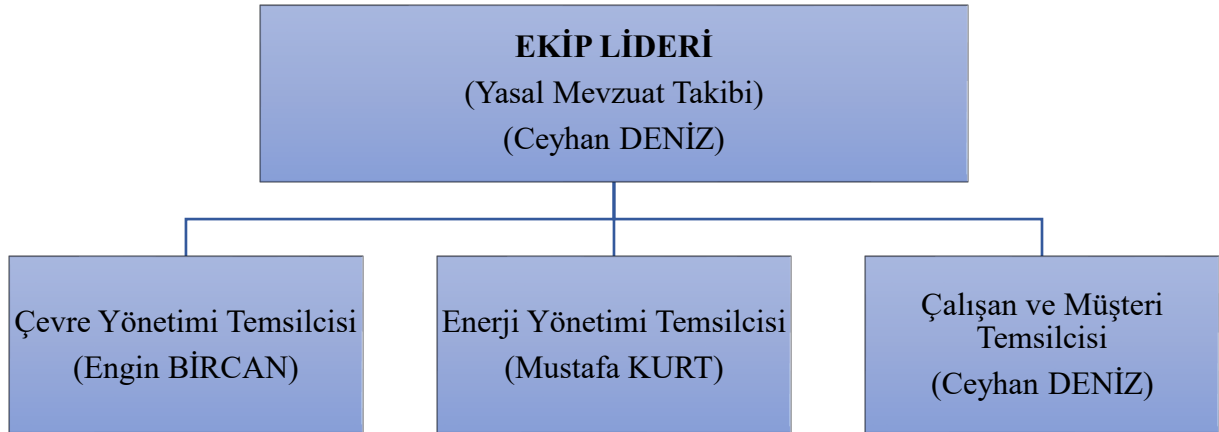 EKİP LİDERİ
(Yasal Mevzuat Takibi)
(Ceyhan DENİZ)
Çevre Yönetimi Temsilcisi
(Engin BİRCAN)
Enerji Yönetimi Temsilcisi
(Mustafa KURT)
Çalışan ve Müşteri
Temsilcisi
(Ceyhan DENİZ)